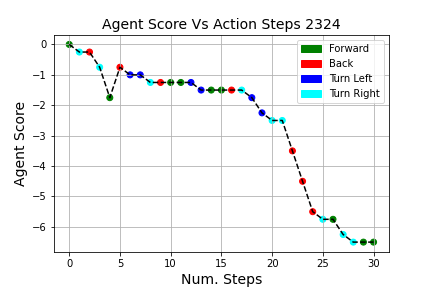 Agent Score Vs Action Steps 2324
Forward
Back
Turn Left
Turn Right
Agent Score
0
−1
−2
−3
−4
−5
−6
0 5 10 15 20 25 30
Num. Steps